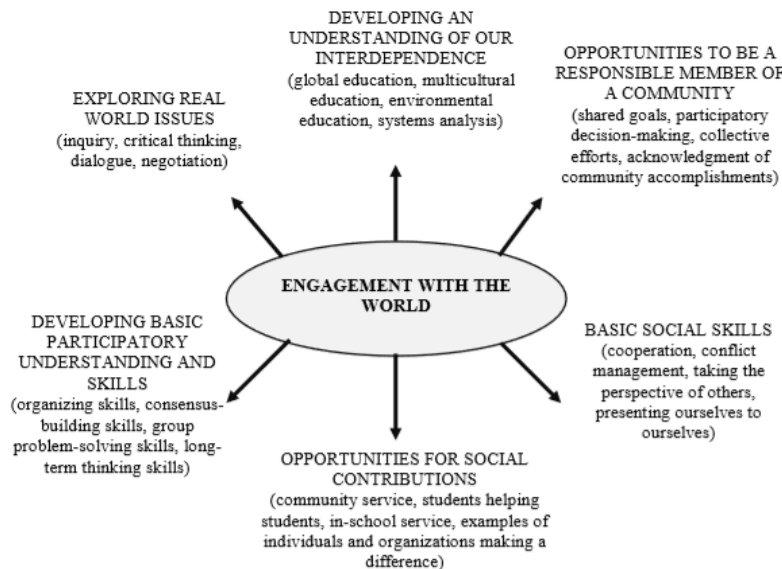 DEVELOPING AN
UNDERSTANDING OF OUR
INTERDEPENDENCE
(global education, multicultural
education, environmental
education, systems analysis)
OPPORTUNITIES TO BE A
RESPONSIBLE MEMBER OF
A COMMUNITY
(shared goals, participatory
decision-making, collective
efforts, acknowledgment of
community accomplishments)
EXPLORING REAL
WORLD ISSUES
(inquiry, critical thinking,
dialogue, negotiation)
ENGAGEMENT WITH THE
WORLD
DEVELOPING BASIC
PARTICIPATORY
UNDERSTANDING AND
SKILLS
(organizing skills, consensus-
building skills, group
problem-solving skills, long-
term thinking skills)
BASIC SOCIAL SKILLS
(cooperation, conflict
management, taking the
perspective of others,
presenting ourselves to
ourselves)
OPPORTUNITIES FOR SOCIAL
CONTRIBUTIONS
(community service, students helping
students, in-school service, examples of
individuals and organizations making a
difference)